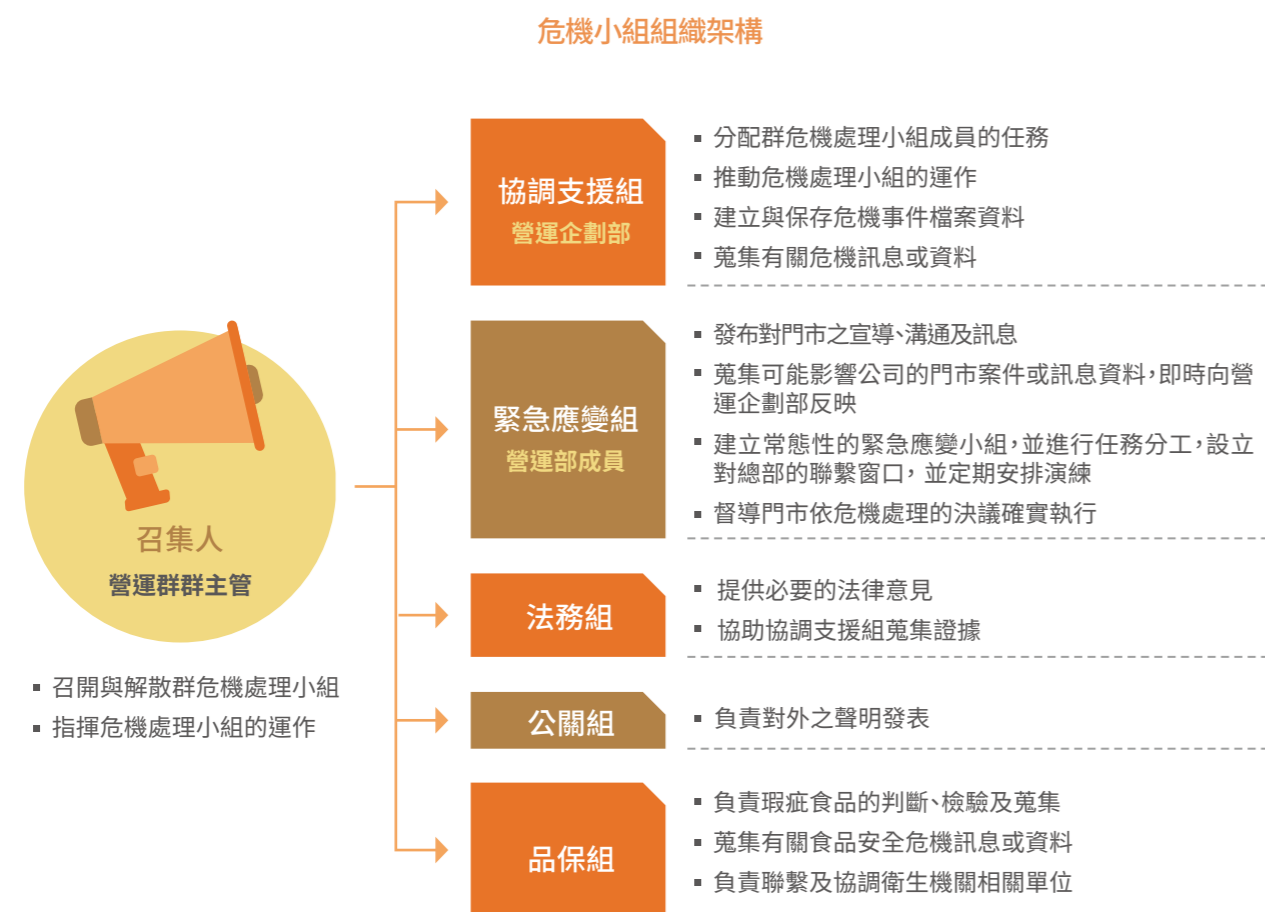 危機小組組織架構
召集人
營運群群主管
▪ 召開與解散群危機處理小組
▪ 指揮危機處理小組的運作
協調支援組
營運企劃部
▪ 分配群危機處理小組成員的任務
▪ 推動危機處理小組的運作
▪ 建立與保存危機事件檔案資料
▪ 蒐集有關危機訊息或資料
緊急應變組
營運部成員
▪ 發布對門市之宣導、溝通及訊息
▪ 蒐集可能影響公司的門市案件或訊息資料，即時向營
運企劃部反映
▪ 建立常態性的緊急應變小組，並進行任務分工，設立
對總部的聯繫窗口，並定期安排演練
▪ 督導門市依危機處理的決議確實執行
法務組
▪ 提供必要的法律意見
▪ 協助協調支援組蒐集證據
公關組
▪ 負責對外之聲明發表
品保組
▪ 負責瑕疵食品的判斷、檢驗及蒐集
▪ 蒐集有關食品安全危機訊息或資料
▪ 負責聯繫及協調衛生機關相關單位